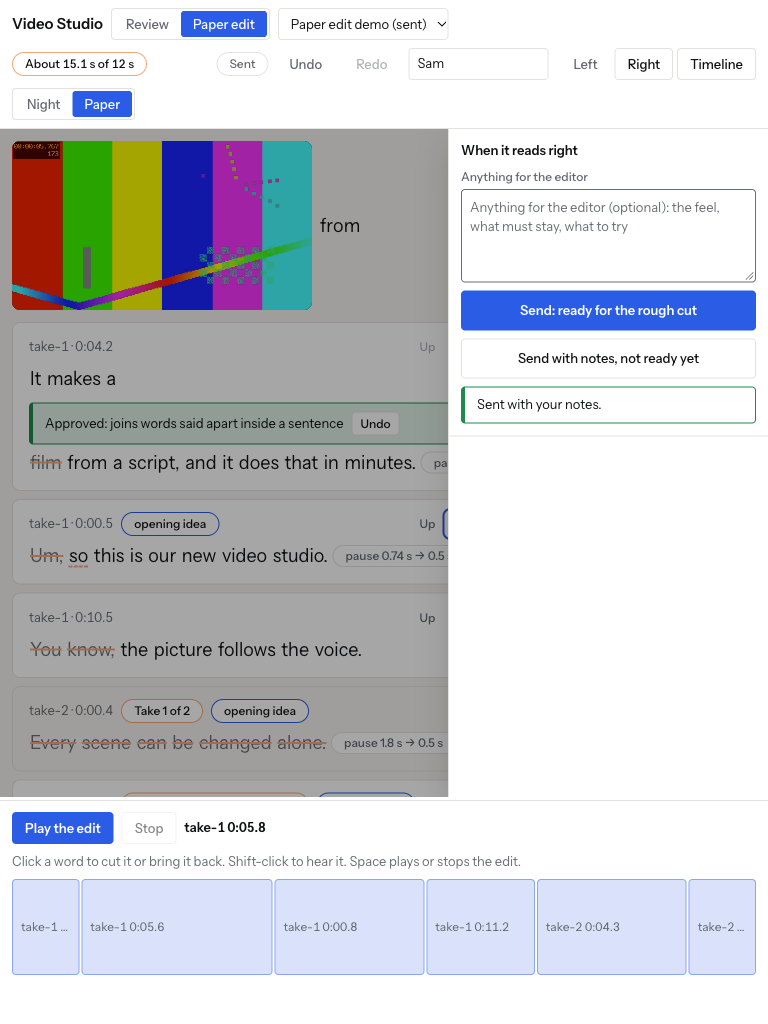 Video Studio
Review
Paper edit
Paper edit demo (sent)
About 15.1 s of 12 s
Sent
Undo
Redo
Sam
Left
Right
Timeline
Night
Paper
173
from
take-1 · 0:04.2
Up
It makes a
Approved: joins words said apart inside a sentence
Undo
film from a script, and it does that in minutes.
pa
take-1 · 0:00.5
opening idea
Up
Um, so this is our new video studio.
pause 0.74 s → 0.5
take-1 · 0:10.5
Up
You know, the picture follows the voice.
take-2 · 0:00.4
Take 1 of 2
opening idea
Every scene can be changed alone.
pause 1.8 s → 0.5 s
When it reads right
Anything for the editor
Anything for the editor (optional): the feel,
what must stay, what to try
Send: ready for the rough cut
Send with notes, not ready yet
Sent with your notes.
Play the edit
Stop
take-1 0:05.8
Click a word to cut it or bring it back. Shift-click to hear it. Space plays or stops the edit.
take-1 ...
take-1 0:05.6
take-1 0:00.8
take-1 0:11.2
take-2 0:04.3
take-2 ...